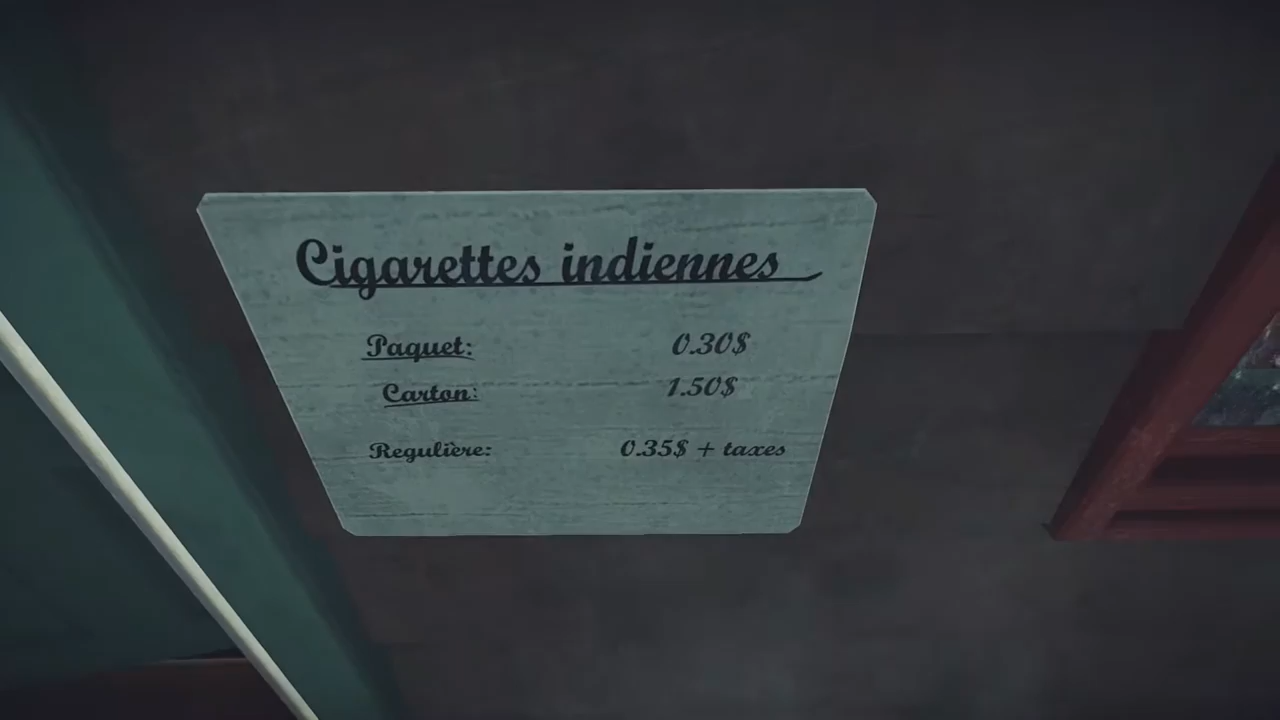 Cigarettes indiennes
Paquet: 0.30$
Carton: 1.50$
Regulière: 0.35$ + taxes